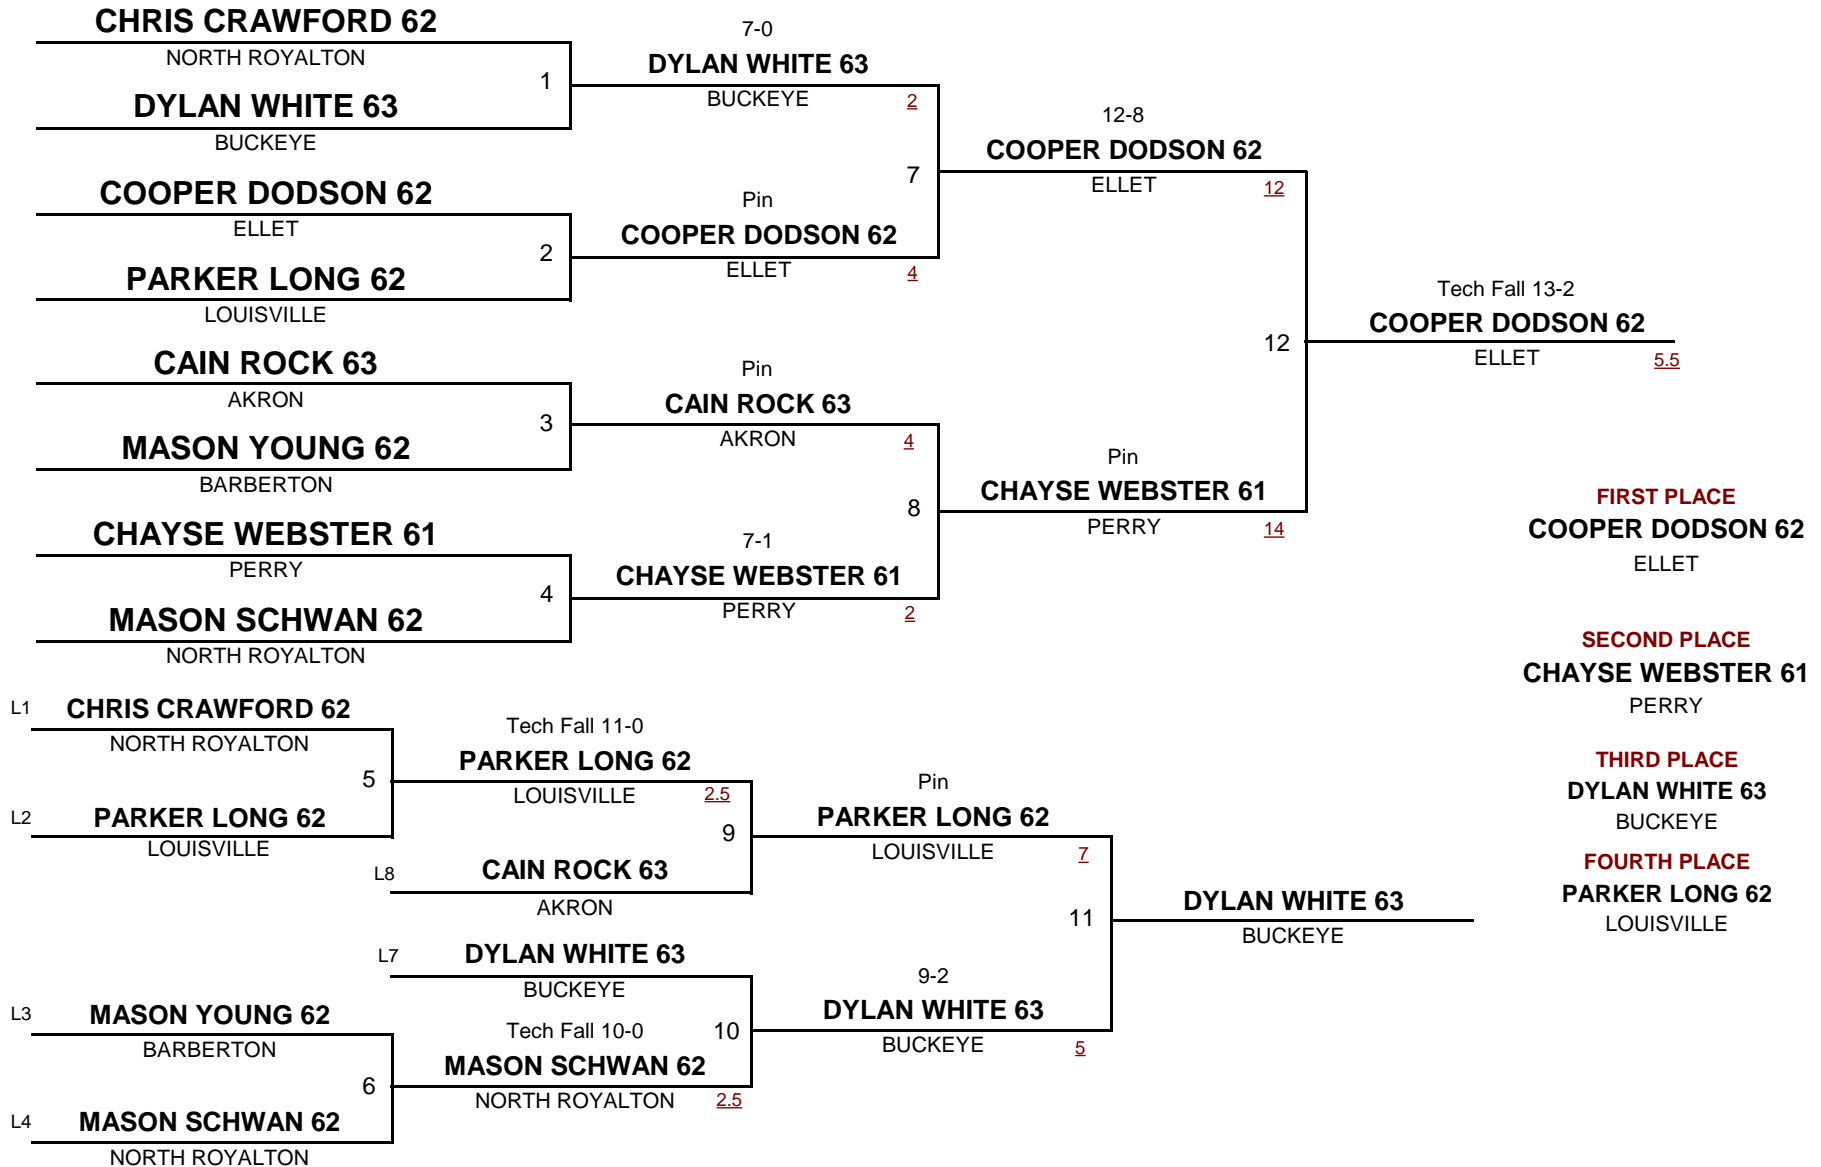 CHRIS CRAWFORD 62
NORTH ROYALTON
1
DYLAN WHITE 63
BUCKEYE
7-0
DYLAN WHITE 63
BUCKEYE
2
COOPER DODSON 62
ELLET
2
PARKER LONG 62
LOUISVILLE
Pin
COOPER DODSON 62
ELLET
4
7
12-8
COOPER DODSON 62
ELLET
12
CAIN ROCK 63
AKRON
3
MASON YOUNG 62
BARBERTON
Pin
CAIN ROCK 63
AKRON
4
CHAYSE WEBSTER 61
PERRY
4
MASON SCHWAN 62
NORTH ROYALTON
7-1
CHAYSE WEBSTER 61
PERRY
2
8
Pin
CHAYSE WEBSTER 61
PERRY
14
12
Tech Fall 13-2
COOPER DODSON 62
ELLET
5.5
FIRST PLACE
COOPER DODSON 62
ELLET
SECOND PLACE
CHAYSE WEBSTER 61
PERRY
THIRD PLACE
DYLAN WHITE 63
BUCKEYE
FOURTH PLACE
PARKER LONG 62
LOUISVILLE
L1
CHRIS CRAWFORD 62
NORTH ROYALTON
5
L2
PARKER LONG 62
LOUISVILLE
Tech Fall 11-0
PARKER LONG 62
LOUISVILLE
2.5
9
L8
CAIN ROCK 63
AKRON
Pin
PARKER LONG 62
LOUISVILLE
7
L7
DYLAN WHITE 63
BUCKEYE
L3
MASON YOUNG 62
BARBERTON
6
L4
MASON SCHWAN 62
NORTH ROYALTON
Tech Fall 10-0
MASON SCHWAN 62
NORTH ROYALTON
2.5
10
9-2
DYLAN WHITE 63
BUCKEYE
5
11
DYLAN WHITE 63
BUCKEYE